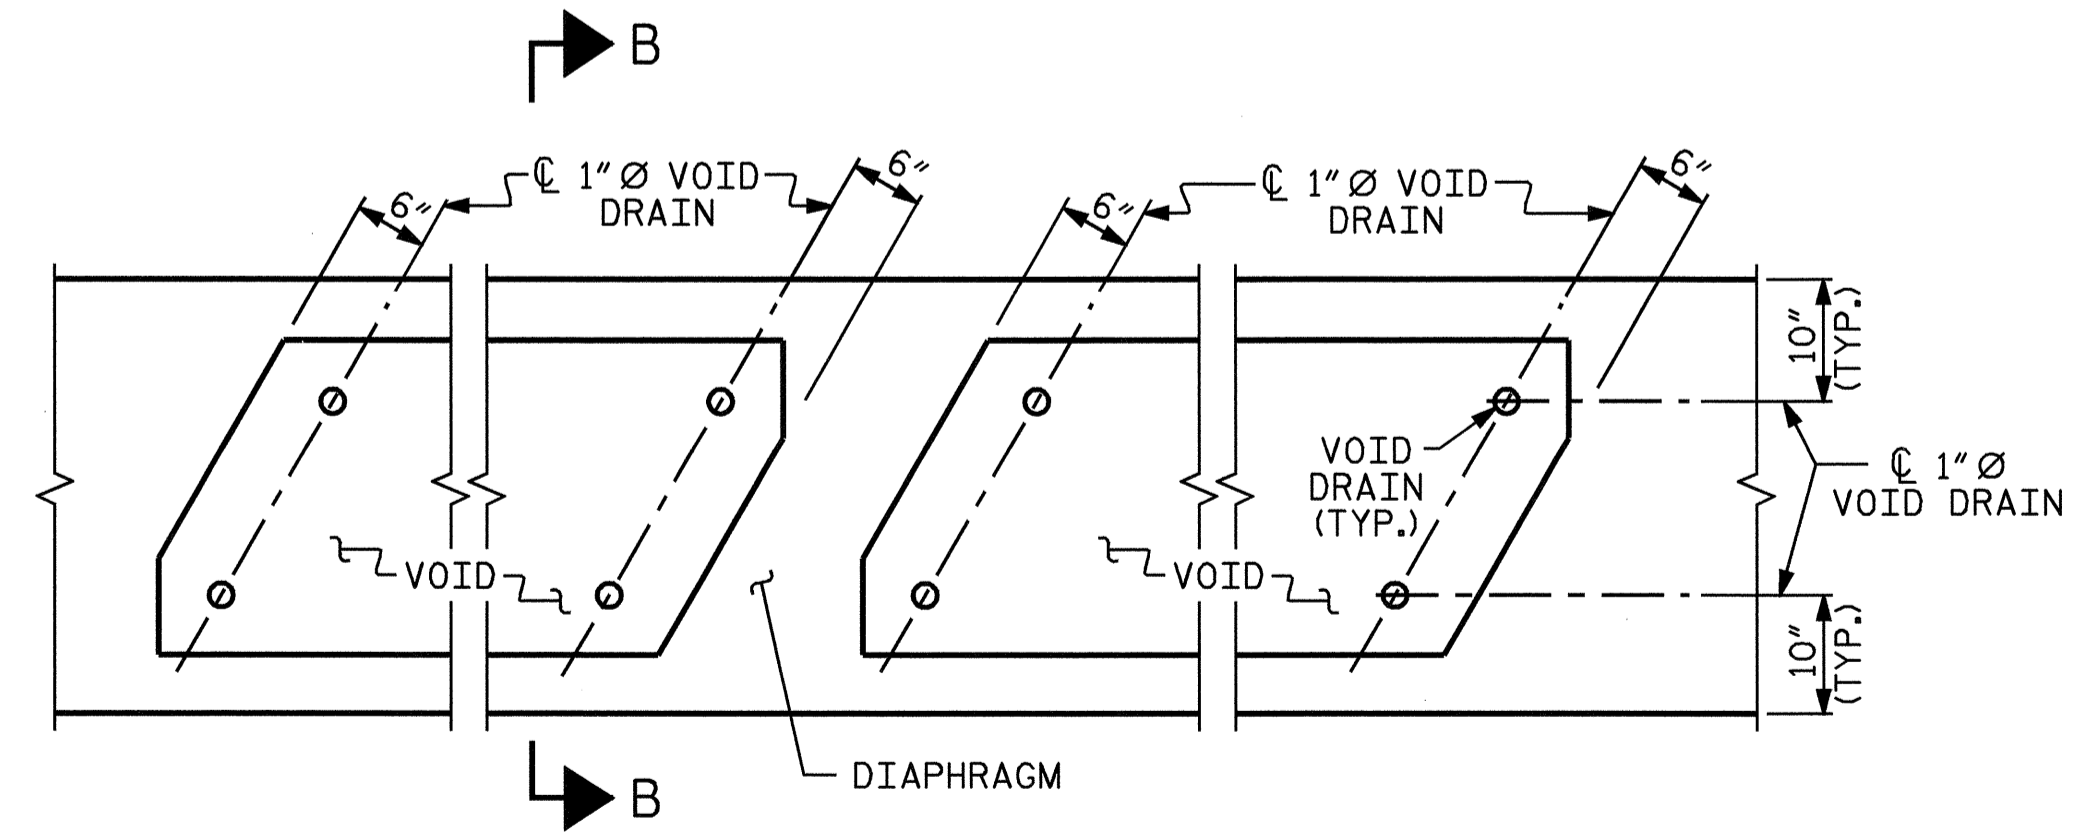 B
6" ℄ 1"Ø VOID 6"
DRAIN
6" ℄ 1"Ø VOID 6"
DRAIN
10"
(TYP.)
VOID
DRAIN
(TYP.)
℄ 1"Ø
VOID DRAIN
VOID
VOID
10"
(TYP.)
DIAPHRAGM
B